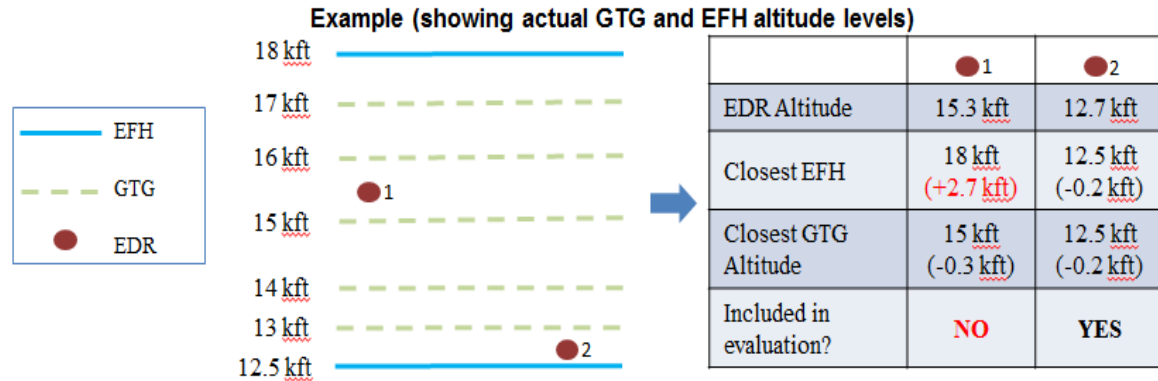 Example (showing actual GTG and EFH altitude levels)
EFH
GTG
EDR
18 kft
17 kft
16 kft
1
15 kft
14 kft
13 kft
2
12.5 kft
1 2
EDR Altitude 15.3 kft 12.7 kft
Closest EFH 18 kft 12.5 kft
(+2.7 kft) (-0.2 kft)
Closest GTG 15 kft 12.5 kft
Altitude (-0.3 kft) (-0.2 kft)
Included in
evaluation? NO YES